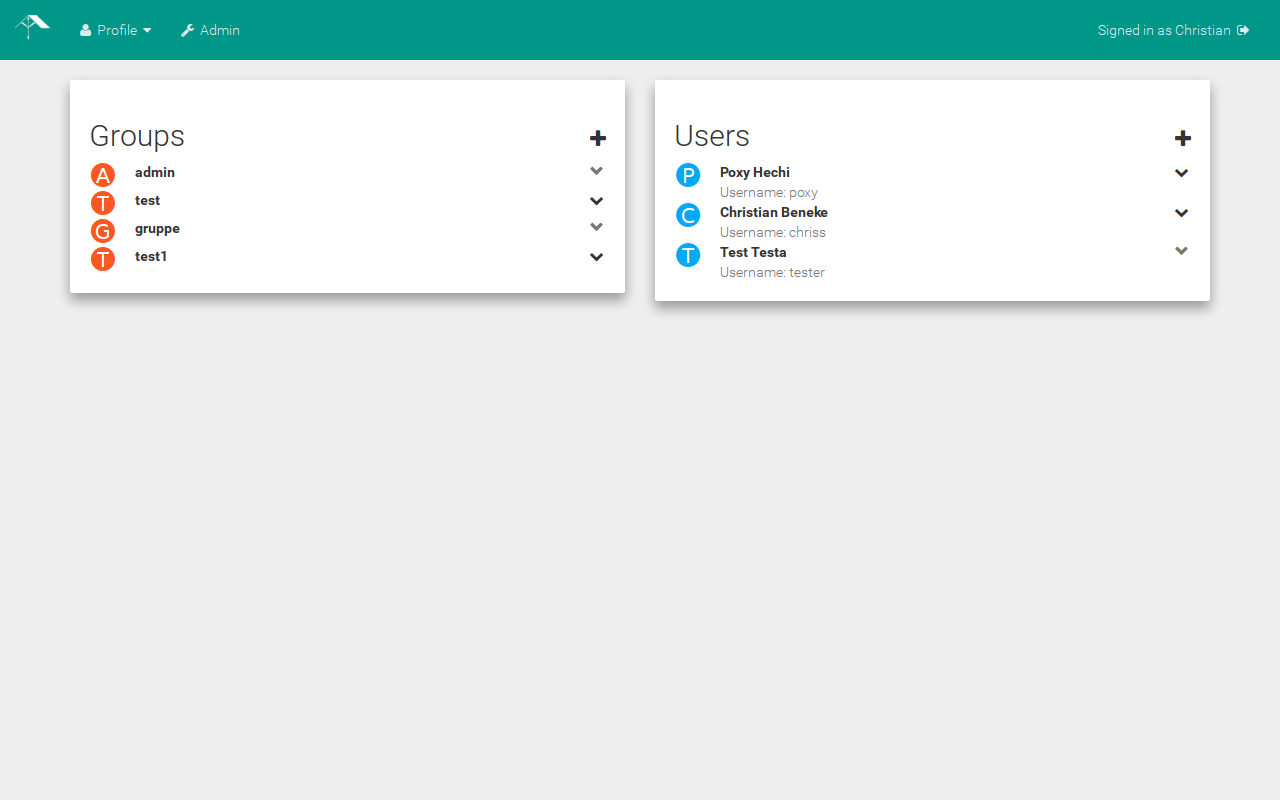 Profile
Admin
Signed in as Christian
Groups
A admin
T test
G gruppe
T test1
Users
P Poxy Hechi
Username: poxy
C Christian Beneke
Username: chriss
T Test Testa
Username: tester